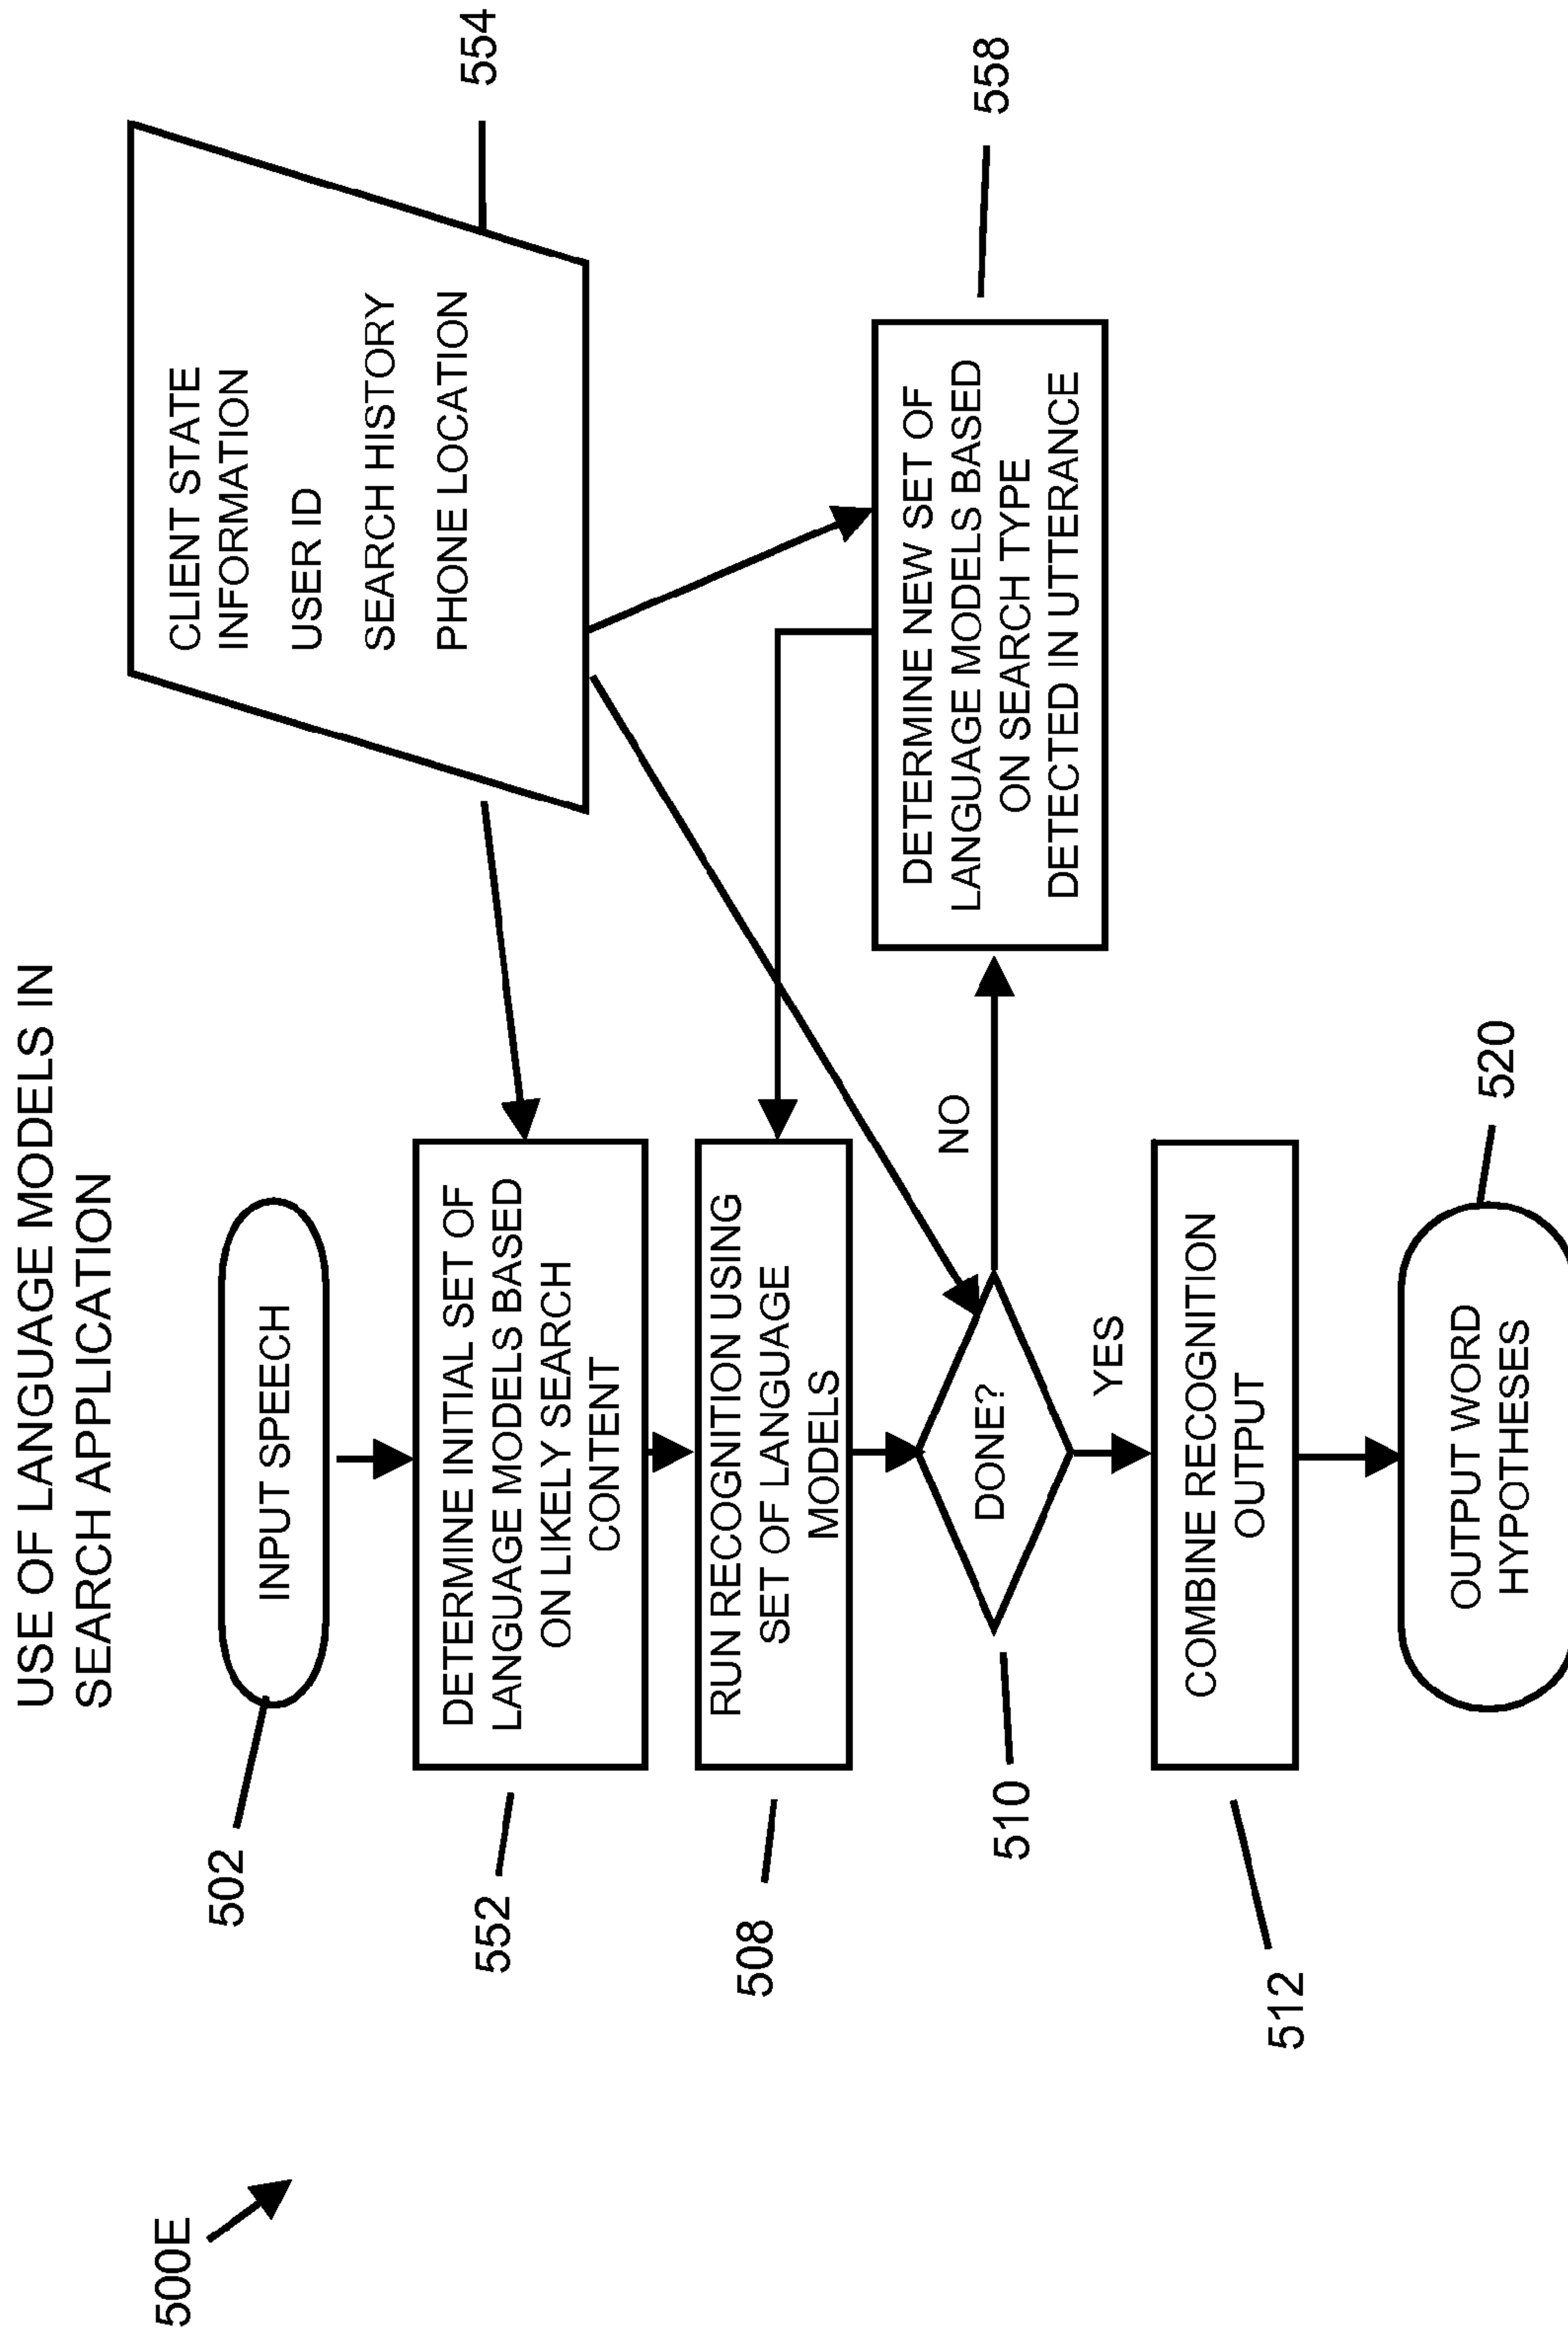 USE OF LANGUAGE MODELS IN
SEARCH APPLICATION
500E
502
INPUT SPEECH
554
CLIENT STATE
INFORMATION
USER ID
SEARCH HISTORY
PHONE LOCATION
552
DETERMINE INITIAL SET OF
LANGUAGE MODELS BASED
ON LIKELY SEARCH
CONTENT
508
RUN RECOGNITION USING
SET OF LANGUAGE
MODELS
510
DONE?
NO
YES
558
DETERMINE NEW SET OF
LANGUAGE MODELS BASED
ON SEARCH TYPE
DETECTED IN UTTERANCE
512
COMBINE RECOGNITION
OUTPUT
520
OUTPUT WORD
HYPOTHESES